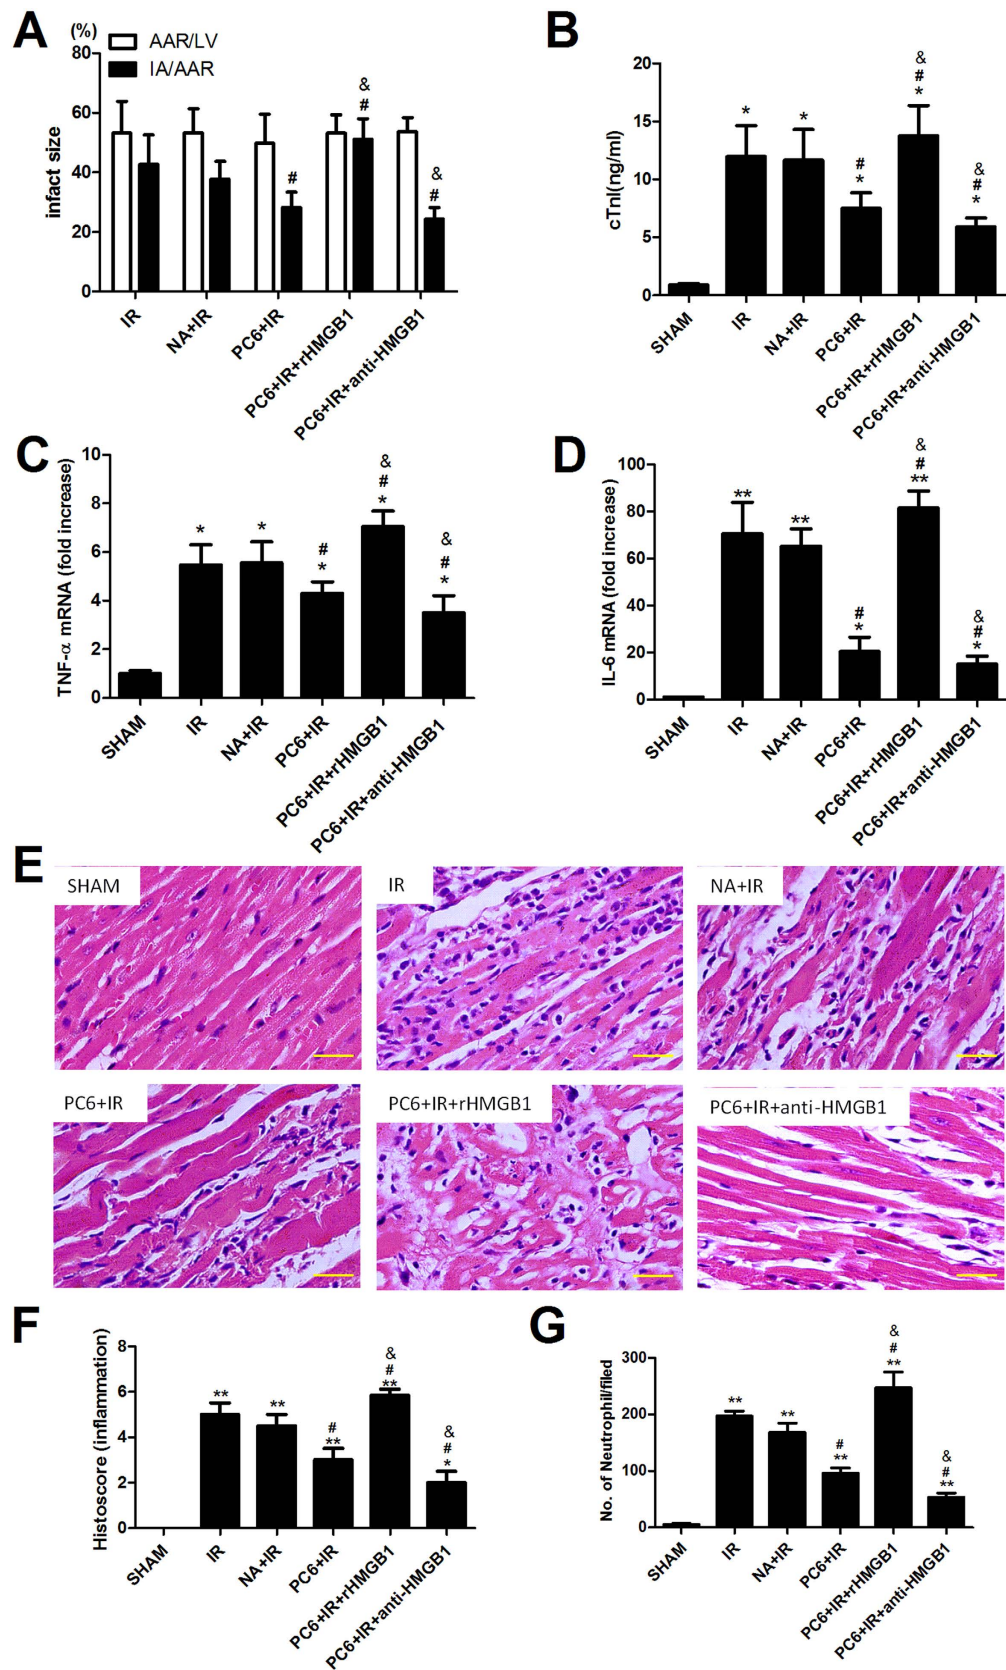 A
(%)
AAR/LV
IA/AAR
80
60
40
20
0
infact size
&
#
#
&
#
IR
NA+IR
PC6+IR
PC6+IR+rHMGB1
PC6+IR+anti-HMGB1
B
20
15
10
5
0
cTnI(ng/ml)
*
*
#
*
&
#
*
&
#
*
SHAM
IR
NA+IR
PC6+IR
PC6+IR+rHMGB1
PC6+IR+anti-HMGB1
C
10
8
6
4
2
0
TNF-α mRNA (fold increase)
*
*
#
*
&
#
*
&
#
*
SHAM
IR
NA+IR
PC6+IR
PC6+IR+rHMGB1
PC6+IR+anti-HMGB1
D
100
80
60
40
20
0
IL-6 mRNA (fold increase)
**
**
#
*
&
#
**
&
#
*
SHAM
IR
NA+IR
PC6+IR
PC6+IR+rHMGB1
PC6+IR+anti-HMGB1
E
SHAM
IR
NA+IR
PC6+IR
PC6+IR+rHMGB1
PC6+IR+anti-HMGB1
F
8
6
4
2
0
Histoscore (inflammation)
**
**
#
**
&
#
**
&
#
*
SHAM
IR
NA+IR
PC6+IR
PC6+IR+rHMGB1
PC6+IR+anti-HMGB1
G
300
200
100
0
No. of Neutrophil/filed
**
**
#
**
&
#
**
&
#
**
SHAM
IR
NA+IR
PC6+IR
PC6+IR+rHMGB1
PC6+IR+anti-HMGB1